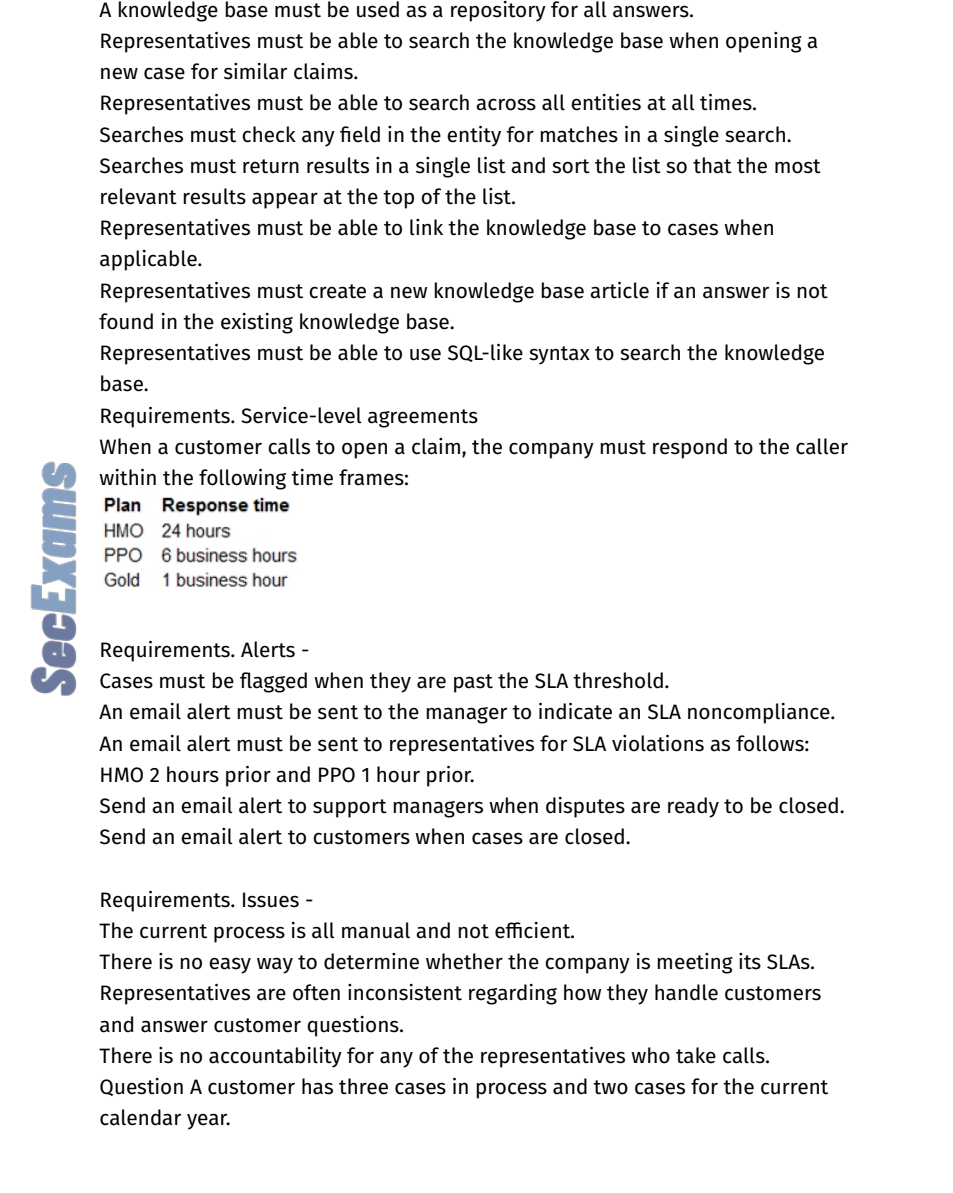 A knowledge base must be used as a repository for all answers.
Representatives must be able to search the knowledge base when opening a
new case for similar claims.
Representatives must be able to search across all entities at all times.
Searches must check any field in the entity for matches in a single search.
Searches must return results in a single list and sort the list so that the most
relevant results appear at the top of the list.
Representatives must be able to link the knowledge base to cases when
applicable.
Representatives must create a new knowledge base article if an answer is not
found in the existing knowledge base.
Representatives must be able to use SQL-like syntax to search the knowledge
base.
Requirements. Service-level agreements
When a customer calls to open a claim, the company must respond to the caller
within the following time frames:
Plan Response time
HMO 24 hours
PPO 6 business hours
Gold 1 business hour
SecExams
Requirements. Alerts -
Cases must be flagged when they are past the SLA threshold.
An email alert must be sent to the manager to indicate an SLA noncompliance.
An email alert must be sent to representatives for SLA violations as follows:
HMO 2 hours prior and PPO 1 hour prior.
Send an email alert to support managers when disputes are ready to be closed.
Send an email alert to customers when cases are closed.
Requirements. Issues -
The current process is all manual and not efficient.
There is no easy way to determine whether the company is meeting its SLAs.
Representatives are often inconsistent regarding how they handle customers
and answer customer questions.
There is no accountability for any of the representatives who take calls.
Question A customer has three cases in process and two cases for the current
calendar year.